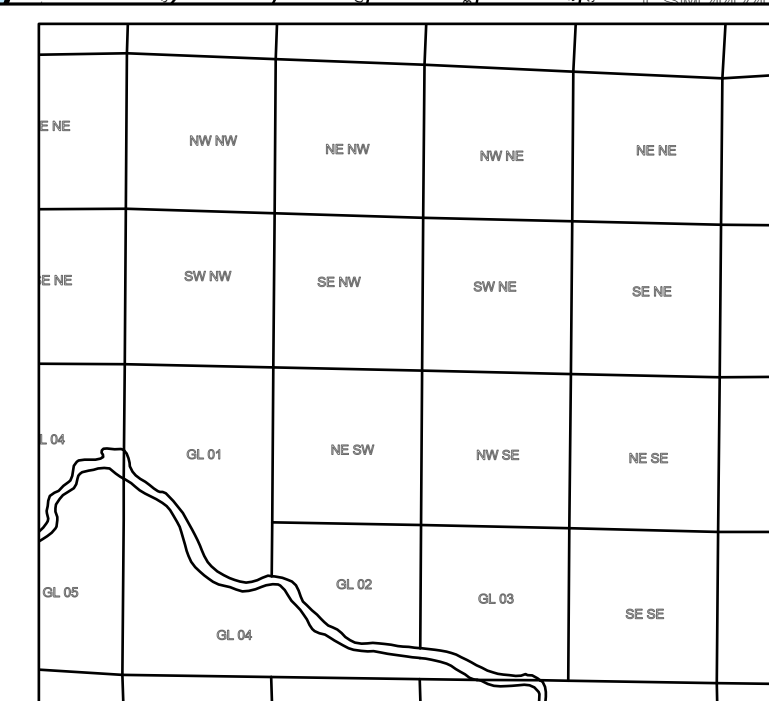 E NE
NW NW
NE NW
NW NE
NE NE
E NE
SW NW
SE NW
SW NE
SE NE
L 04
GL 01
NE SW
NW SE
NE SE
GL 05
GL 04
GL 02
GL 03
SE SE